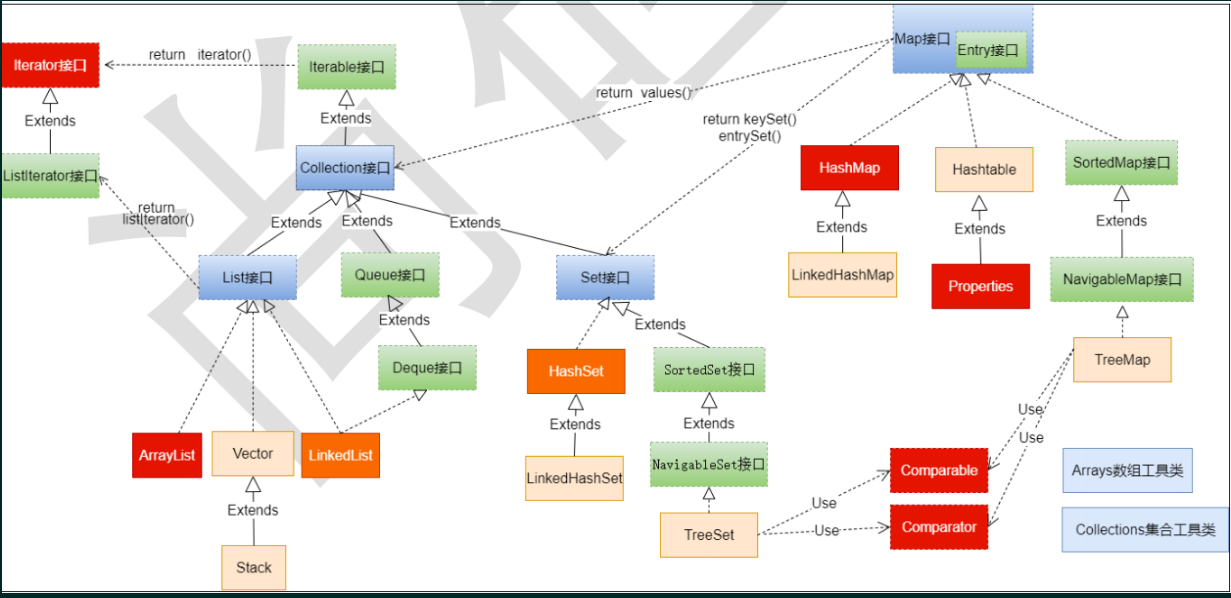 Iterator接口
return iterator()
Iterable接口
Map接口
Entry接口
Extends
Extends
return values()
return keySet()
entrySet()
ListIterator接口
Collection接口
HashMap
Hashtable
SortedMap接口
return
listIterator()
Extends
Extends
Extends
Extends
Extends
Extends
List接口
Queue接口
Set接口
LinkedHashMap
Properties
NavigableMap接口
Extends
Extends
Deque接口
HashSet
SortedSet接口
TreeMap
Extends
Extends
Use
Use
ArrayList
Vector
LinkedList
LinkedHashSet
NavigableSet接口
Comparable
Arrays数组工具类
Extends
Use
Use
TreeSet
Comparator
Collections集合工具类
Stack
尚